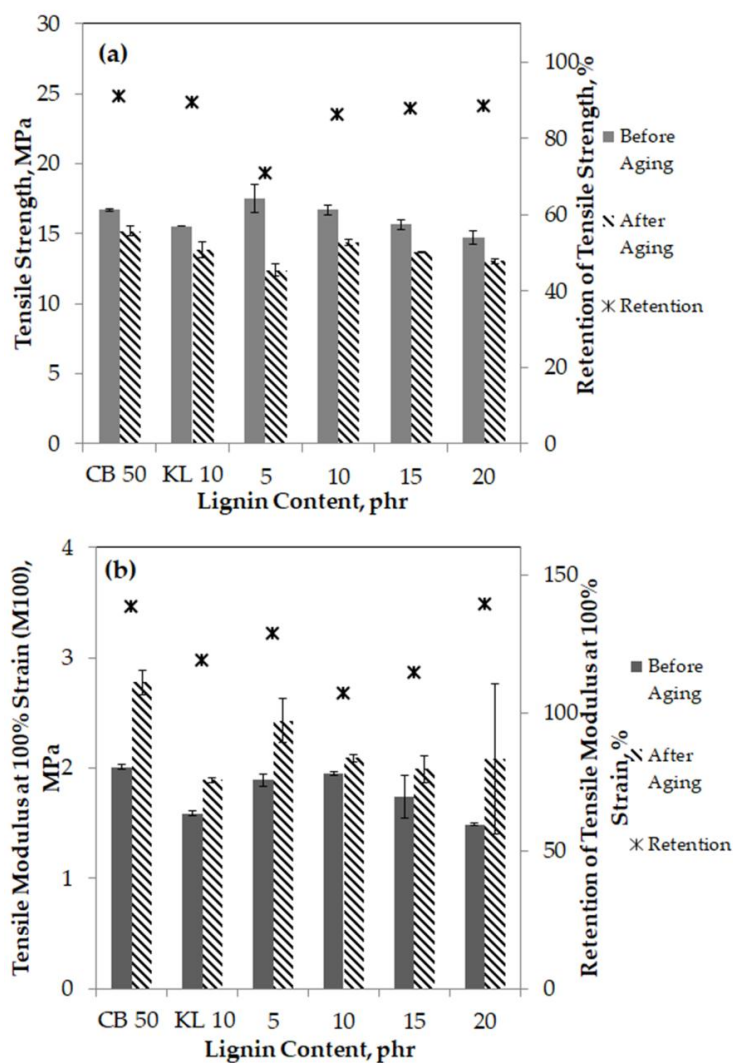 (a)
Tensile Strength, MPa
30
25
20
15
10
5
0
100
80
60
40
20
0
Retention of Tensile Strength, %
Before
Aging
After
Aging
Retention
CB 50 KL 10 5 10 15 20
Lignin Content, phr
(b)
Tensile Modulus at 100% Strain (M100),
MPa
4
3
2
1
0
150
100
50
0
Retention of Tensile Modulus at 100%
Strain, %
Before
Aging
After
Aging
Retention
CB 50 KL 10 5 10 15 20
Lignin Content, phr